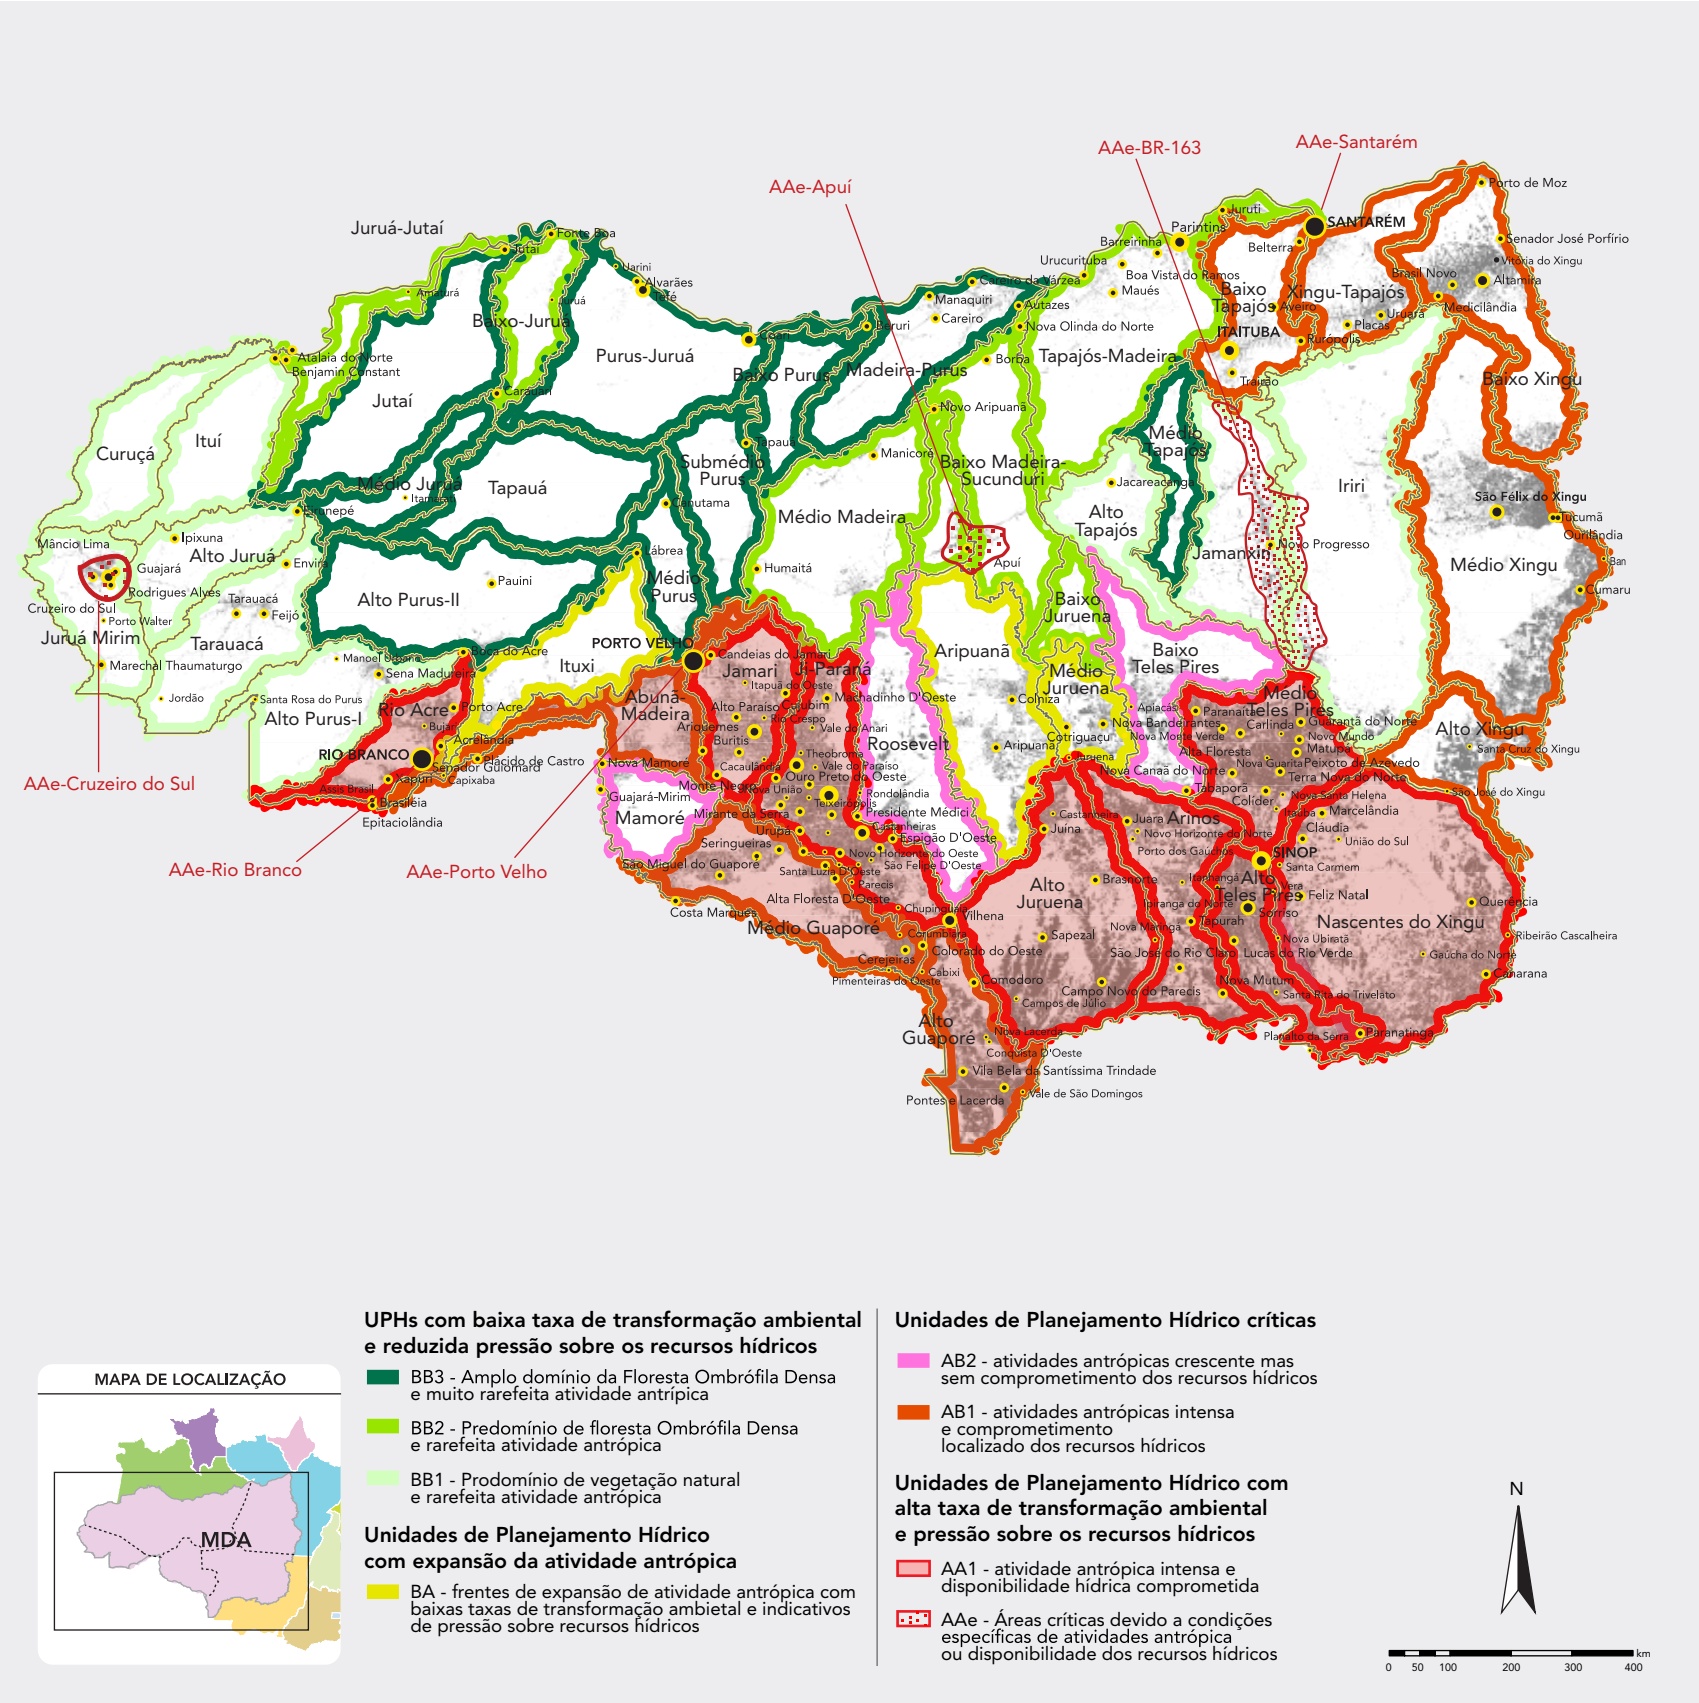 AAe-BR-163
AAe-Santarém
AAe-Apuí
Porto de Moz
Juruá-Jutaí
Juruti
SANTARÉM
Fonte Boa
Parintins
Barreirinha
Belterra
Senador José Porfírio
Jutaí
Uarini
Urucurituba
Vitória do Xingu
Boa Vista do Ramos
Brasil Novo
Altamira
Alvarães
Tefé
Careiro da Várzea
Maués
Baixo
Tapajós
Xingu-Tapajós
Amaturá
Juruá
Manaquiri
Autazes
Aveiro
Medicilândia
Baixo-Juruá
Careiro
Uruará
Beruri
Nova Olinda do Norte
ITAITUBA
Placas
Coari
Rurópolis
Atalaia do Norte
Benjamin Constant
Purus-Juruá
Borba
Tapajós-Madeira
Baixo Purus
Madeira-Purus
Trairão
Baixo Xingu
Jutaí
Carauari
Novo Aripuanã
Ituí
Curuçá
Tapauá
Médio
Tapajós
Manicoré
Submédio
Purus
Baixo Madeira-
Sucunduri
Médio Juruá
Tapauá
Jacareacanga
Iriri
Itamarati
Canutama
São Félix do Xingu
Eirunepé
Médio Madeira
Alto
Tapajós
Tucumã
Ipixuna
Ourilândia
Mâncio Lima
Alto Juruá
Lábrea
Jamanxin
Novo Progresso
Guajará
Envira
Humaitá
Apuí
Médio Xingu
Ban
Rodrigues Alves
Pauini
Médio
Purus
Cumaru
Cruzeiro do Sul
Tarauacá
Feijó
Alto Purus-II
Baixo
Juruena
Porto Walter
Juruá Mirim
Tarauacá
PORTO VELHO
Aripuanã
Baixo
Teles Pires
Marechal Thaumaturgo
Manoel Urbano
Boca do Acre
Ituxi
Candeias do Jamari
Jamari
Ji-Paraná
Médio
Juruena
Sena Madureira
Itapuã do Oeste
Jordão
Santa Rosa do Purus
Abunã-
Madeira
Machadinho D'Oeste
Colniza
Médio
Teles Pires
Rio Acre
Porto Acre
Alto Paraíso
Cujubim
Rio Crespo
Apiacás
Paranaíta
Alto Purus-I
Bujari
Ariquemes
Vale do Anari
Nova Bandeirantes
Carlinda
Guarantã do Norte
Alto Xingu
Acrelândia
Buritis
Roosevelt
Cotriguaçu
Nova Monte Verde
Novo Mundo
Aripuanã
Alta Floresta
Matupá
Santa Cruz do Xingu
RIO BRANCO
Plácido de Castro
Nova Mamoré
Theobroma
Juruena
Nova Guarita
Peixoto de Azevedo
Senador Guiomard
Cacaulândia
Vale do Paraíso
Nova Canaã do Norte
Terra Nova do Norte
Xapuri
Capixaba
Monte Negro
Ouro Preto do Oeste
AAe-Cruzeiro do Sul
Assis Brasil
Nova União
Rondolândia
Tabaporã
Nova Santa Helena
São José do Xingu
Brasiléia
Guajará-Mirim
Teixeirópolis
Colíder
Epitaciolândia
Mamoré
Mirante da Serra
Presidente Médici
Castanheira
Itaúba
Marcelândia
Urupá
Castanheiras
Juína
Juara
Arinos
Cláudia
Espigão D'Oeste
Novo Horizonte do Norte
União do Sul
Seringueiras
Novo Horizonte do Oeste
Porto dos Gaúchos
SINOP
AAe-Rio Branco
AAe-Porto Velho
São Miguel do Guaporé
Santa Luzia D'Oeste
São Felipe D'Oeste
Santa Carmem
Parecis
Alto
Juruena
Brasnorte
Itanhangá
Alto
Teles Pires
Vera
Feliz Natal
Alta Floresta D'Oeste
Ipiranga do Norte
Querência
Costa Marques
Chupinguaia
Vilhena
Sorriso
Médio Guaporé
Nova Maringá
Tapurah
Nascentes do Xingu
Corumbiara
Sapezal
Nova Ubiratã
Ribeirão Cascalheira
Colorado do Oeste
São José do Rio Claro
Lucas do Rio Verde
Gaúcha do Norte
Cerejeiras
Cabixi
Canarana
Pimenteiras do Oeste
Comodoro
Campo Novo do Parecis
Nova Mutum
Santa Rita do Trivelato
Campos de Júlio
Alto
Guaporé
Nova Lacerda
Planalto da Serra
Paranatinga
Conquista D'Oeste
Vila Bela da Santíssima Trindade
Pontes e Lacerda
Vale de São Domingos
UPHs com baixa taxa de transformação ambiental
e reduzida pressão sobre os recursos hídricos
BB3 - Amplo domínio da Floresta Ombrófila Densa
e muito rarefeita atividade antrípica
BB2 - Predomínio de floresta Ombrófila Densa
e rarefeita atividade antrópica
BB1 - Prodomínio de vegetação natural
e rarefeita atividade antrópica
Unidades de Planejamento Hídrico
com expansão da atividade antrópica
BA - frentes de expansão de atividade antrópica com
baixas taxas de transformação ambietal e indicativos
de pressão sobre recursos hídricos
Unidades de Planejamento Hídrico críticas
AB2 - atividades antrópicas crescente mas
sem comprometimento dos recursos hídricos
AB1 - atividades antrópicas intensa
e comprometimento
localizado dos recursos hídricos
Unidades de Planejamento Hídrico com
alta taxa de transformação ambiental
e pressão sobre os recursos hídricos
AA1 - atividade antrópica intensa e
disponibilidade hídrica comprometida
AAe - Áreas críticas devido a condições
específicas de atividades antrópica
ou disponibilidade dos recursos hídricos
MAPA DE LOCALIZAÇÃO
MDA
N
km
0 50 100 200 300 400